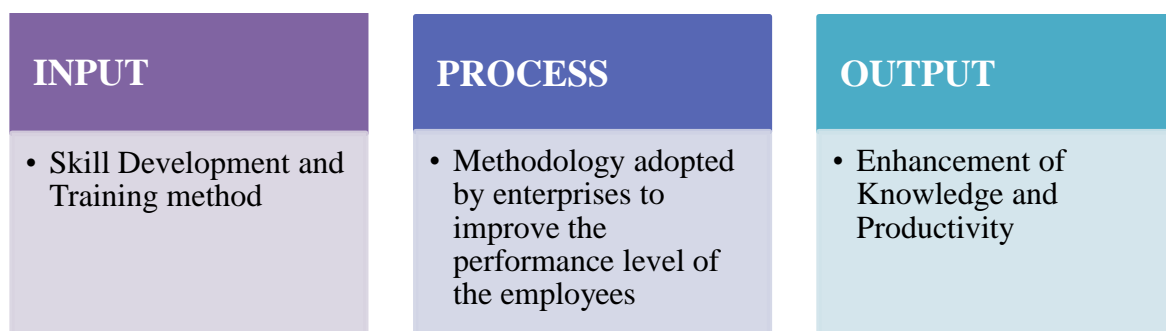 INPUT
• Skill Development and
Training method
PROCESS
• Methodology adopted
by enterprises to
improve the
performance level of
the employees
OUTPUT
• Enhancement of
Knowledge and
Productivity